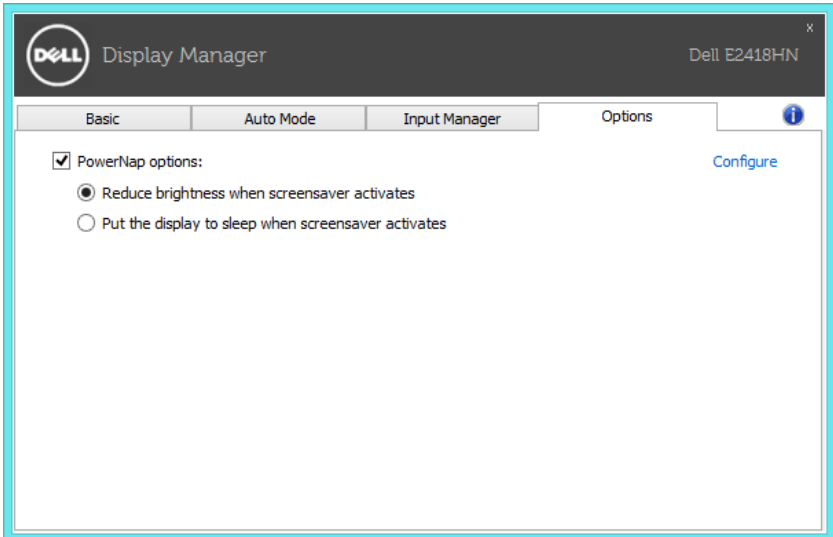 DELL Display Manager
x
Dell E2418HN
Basic
Auto Mode
Input Manager
Options
i
PowerNap options:
Configure
Reduce brightness when screensaver activates
Put the display to sleep when screensaver activates